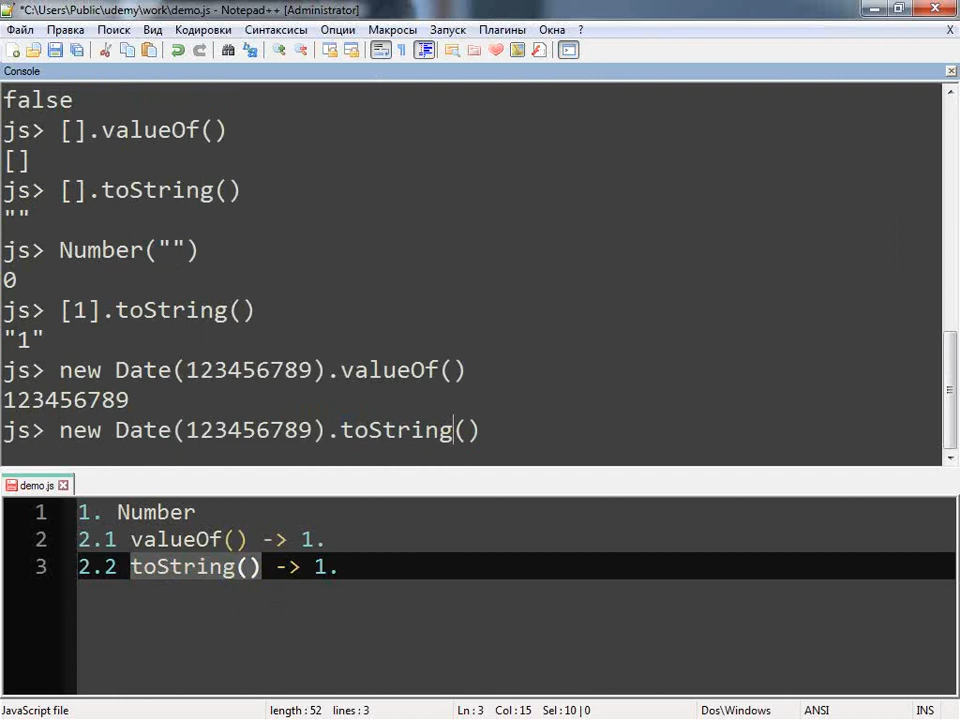 *C:\Users\Public\udemy\work\demo.js - Notepad++ [Administrator]
Файл Правка Поиск Вид Кодировки Синтаксисы Опции Макросы Запуск Плагины Окна ? X
Console
false
js> [].valueOf()
[]
js> [].toString()
""
js> Number("")
0
js> [1].toString()
"1"
js> new Date(123456789).valueOf()
123456789
js> new Date(123456789).toString()
demo.js
1 1. Number
2 2.1 valueOf() -> 1.
3 2.2 toString() -> 1.
JavaScript file length : 52 lines : 3 Ln : 3 Col : 15 Sel : 10 | 0 Dos\Windows ANSI INS